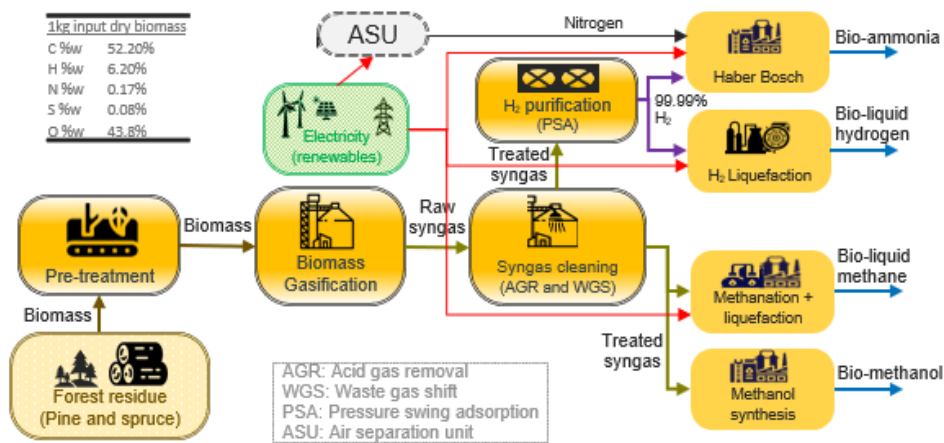 1kg input dry biomass
C %w 52.20%
H %w 6.20%
N %w 0.17%
S %w 0.08%
O %w 43.8%
ASU
Nitrogen
Haber Bosch
Bio-ammonia
Electricity
(renewables)
H₂ purification
(PSA)
99.99%
H₂
Bio-liquid
hydrogen
H₂ Liquefaction
Treated
syngas
Pre-treatment
Biomass
Biomass
Gasification
Raw
syngas
Syngas cleaning
(AGR and WGS)
Bio-liquid
methane
Methanation +
liquefaction
Biomass
Treated
syngas
Forest residue
(Pine and spruce)
AGR: Acid gas removal
WGS: Waste gas shift
PSA: Pressure swing adsorption
ASU: Air separation unit
Methanol
synthesis
Bio-methanol